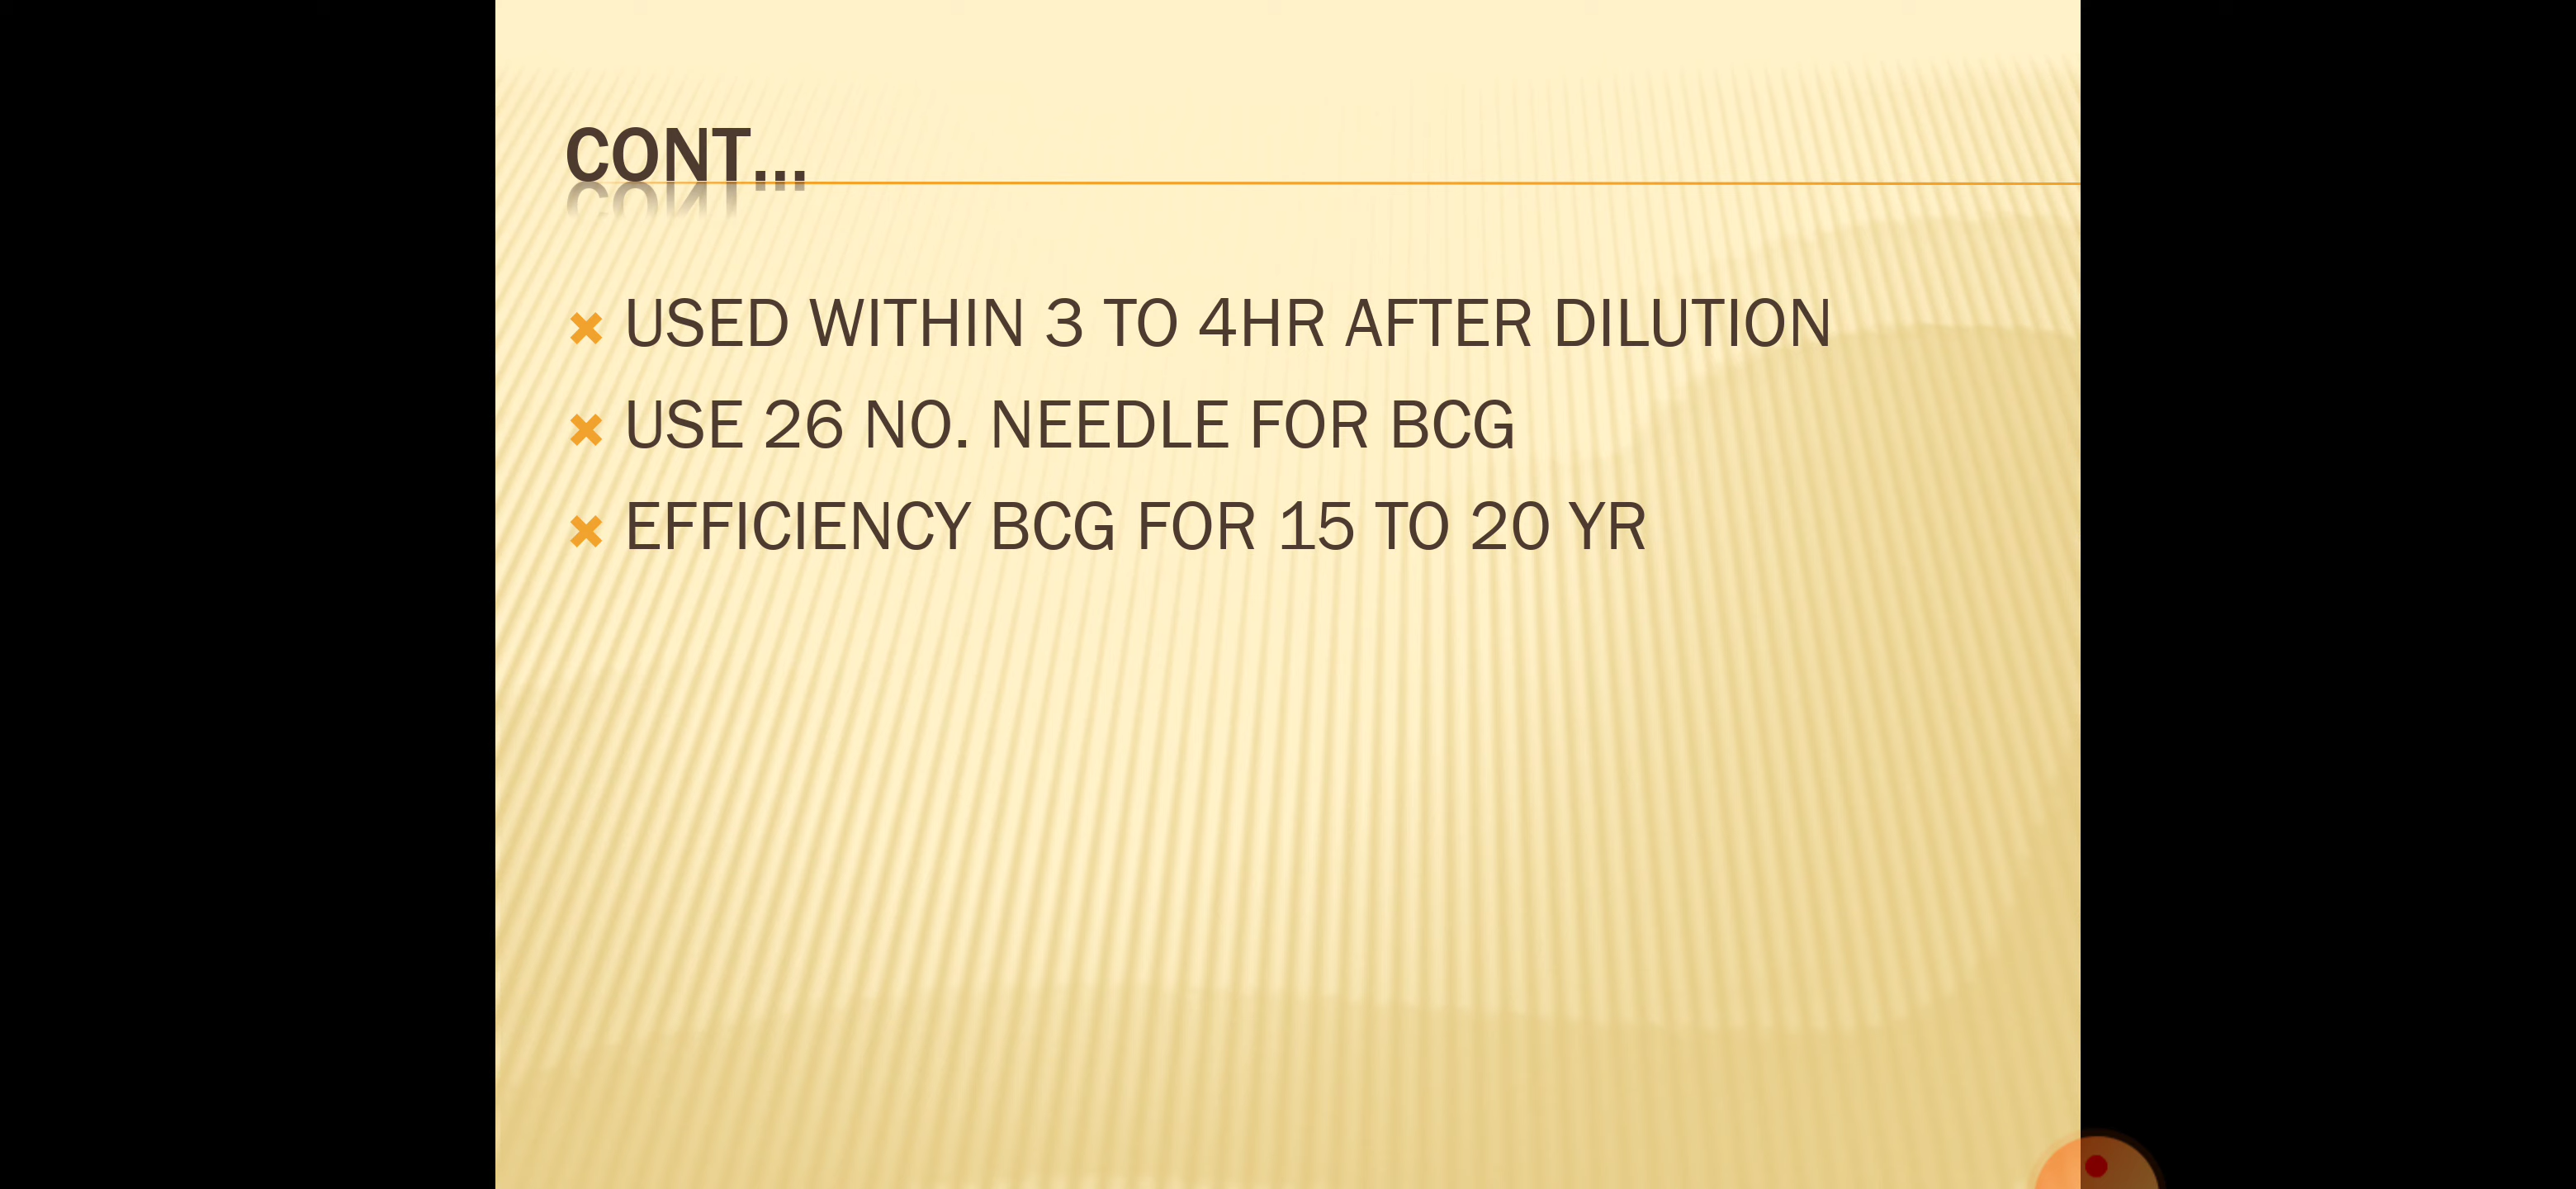 CONT...
USED WITHIN 3 TO 4HR AFTER DILUTION
USE 26 NO. NEEDLE FOR BCG
EFFICIENCY BCG FOR 15 TO 20 YR